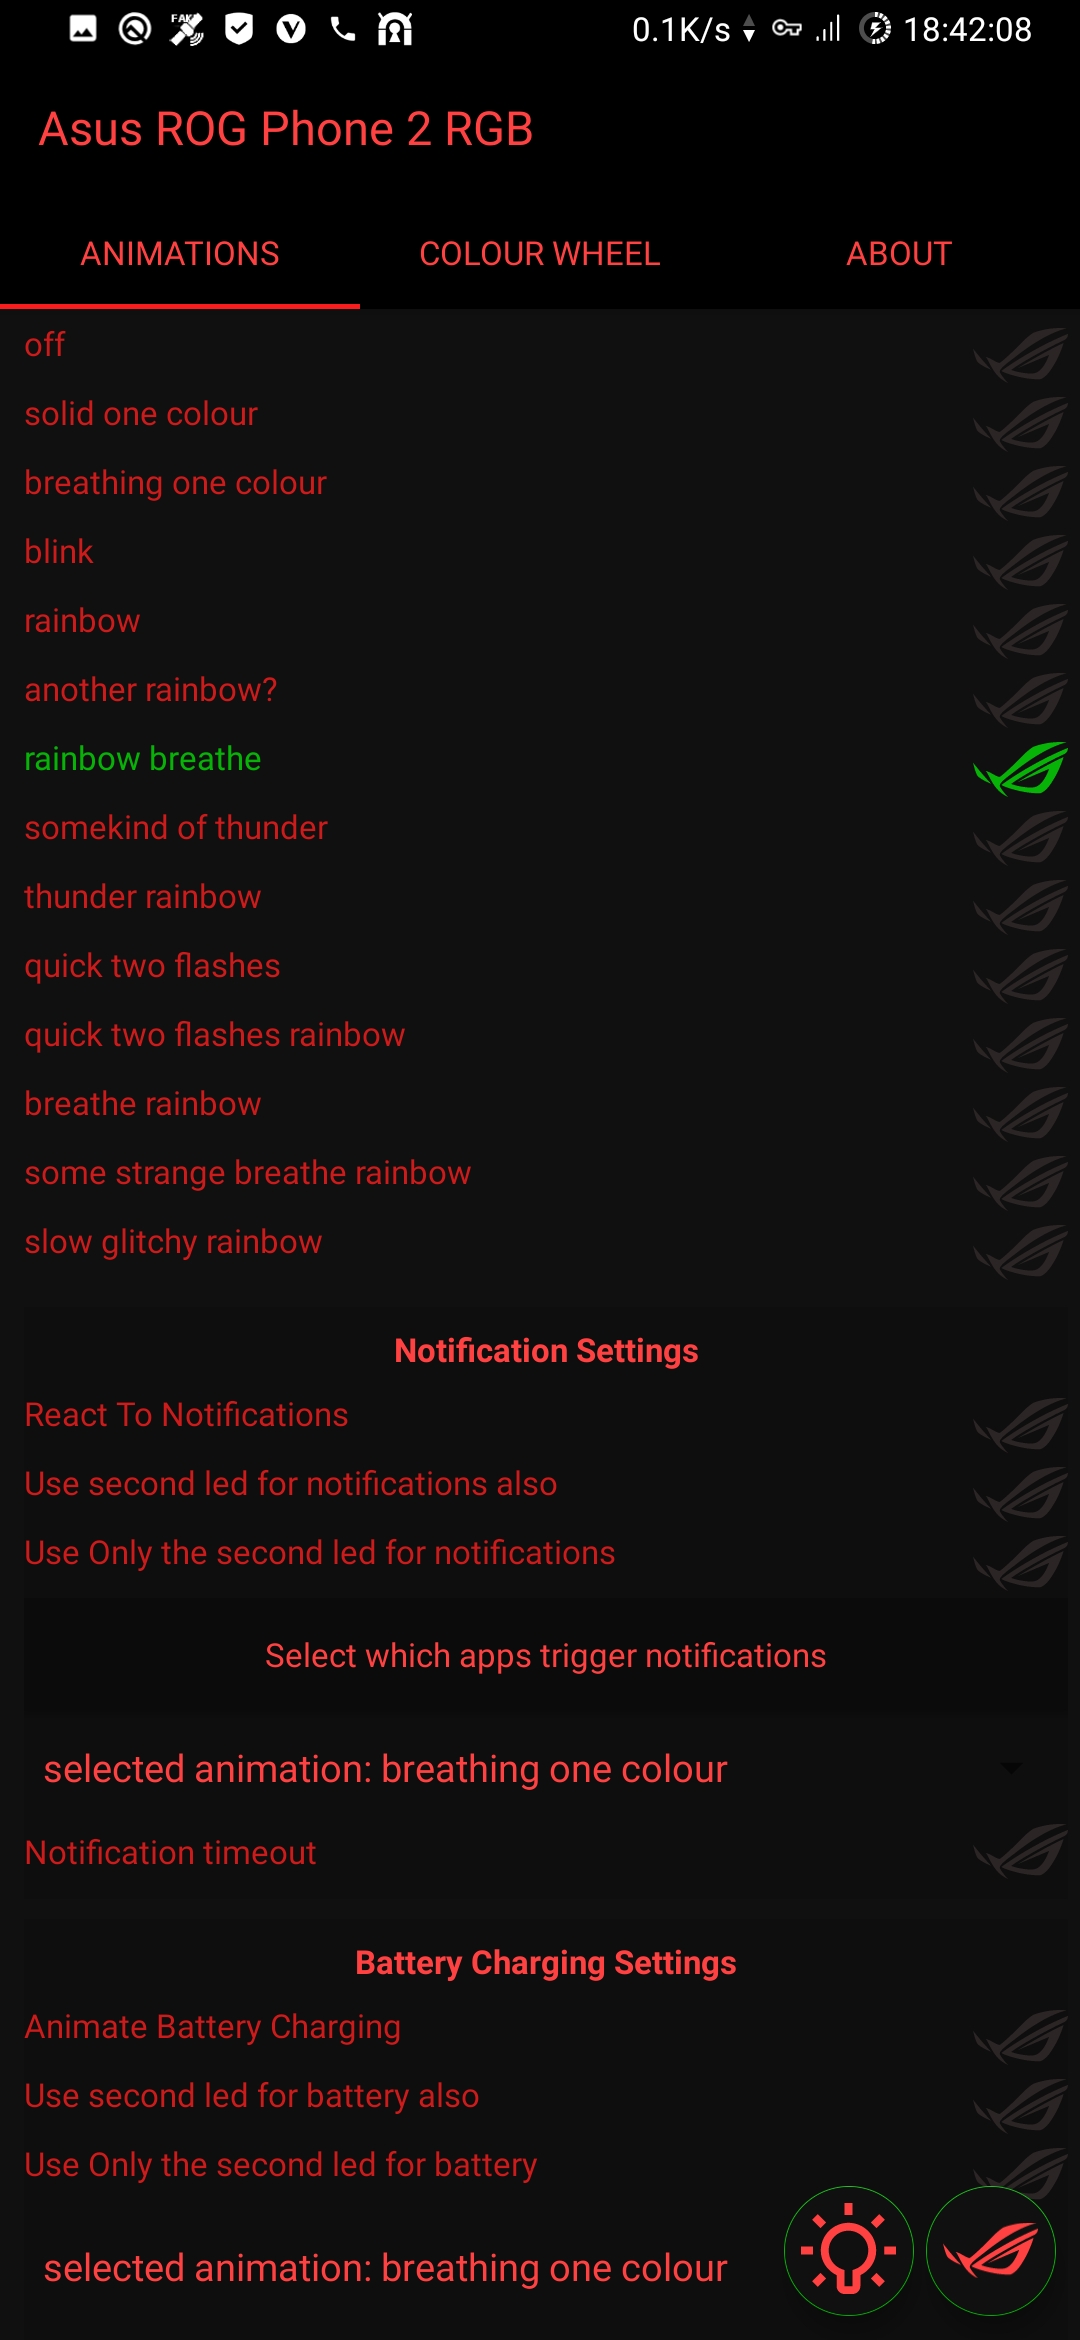 FAKE
0.1K/s
18:42:08
Asus ROG Phone 2 RGB
ANIMATIONS
COLOUR WHEEL
ABOUT
off
solid one colour
breathing one colour
blink
rainbow
another rainbow?
rainbow breathe
somekind of thunder
thunder rainbow
quick two flashes
quick two flashes rainbow
breathe rainbow
some strange breathe rainbow
slow glitchy rainbow
Notification Settings
React To Notifications
Use second led for notifications also
Use Only the second led for notifications
Select which apps trigger notifications
selected animation: breathing one colour
Notification timeout
Battery Charging Settings
Animate Battery Charging
Use second led for battery also
Use Only the second led for battery
selected animation: breathing one colour